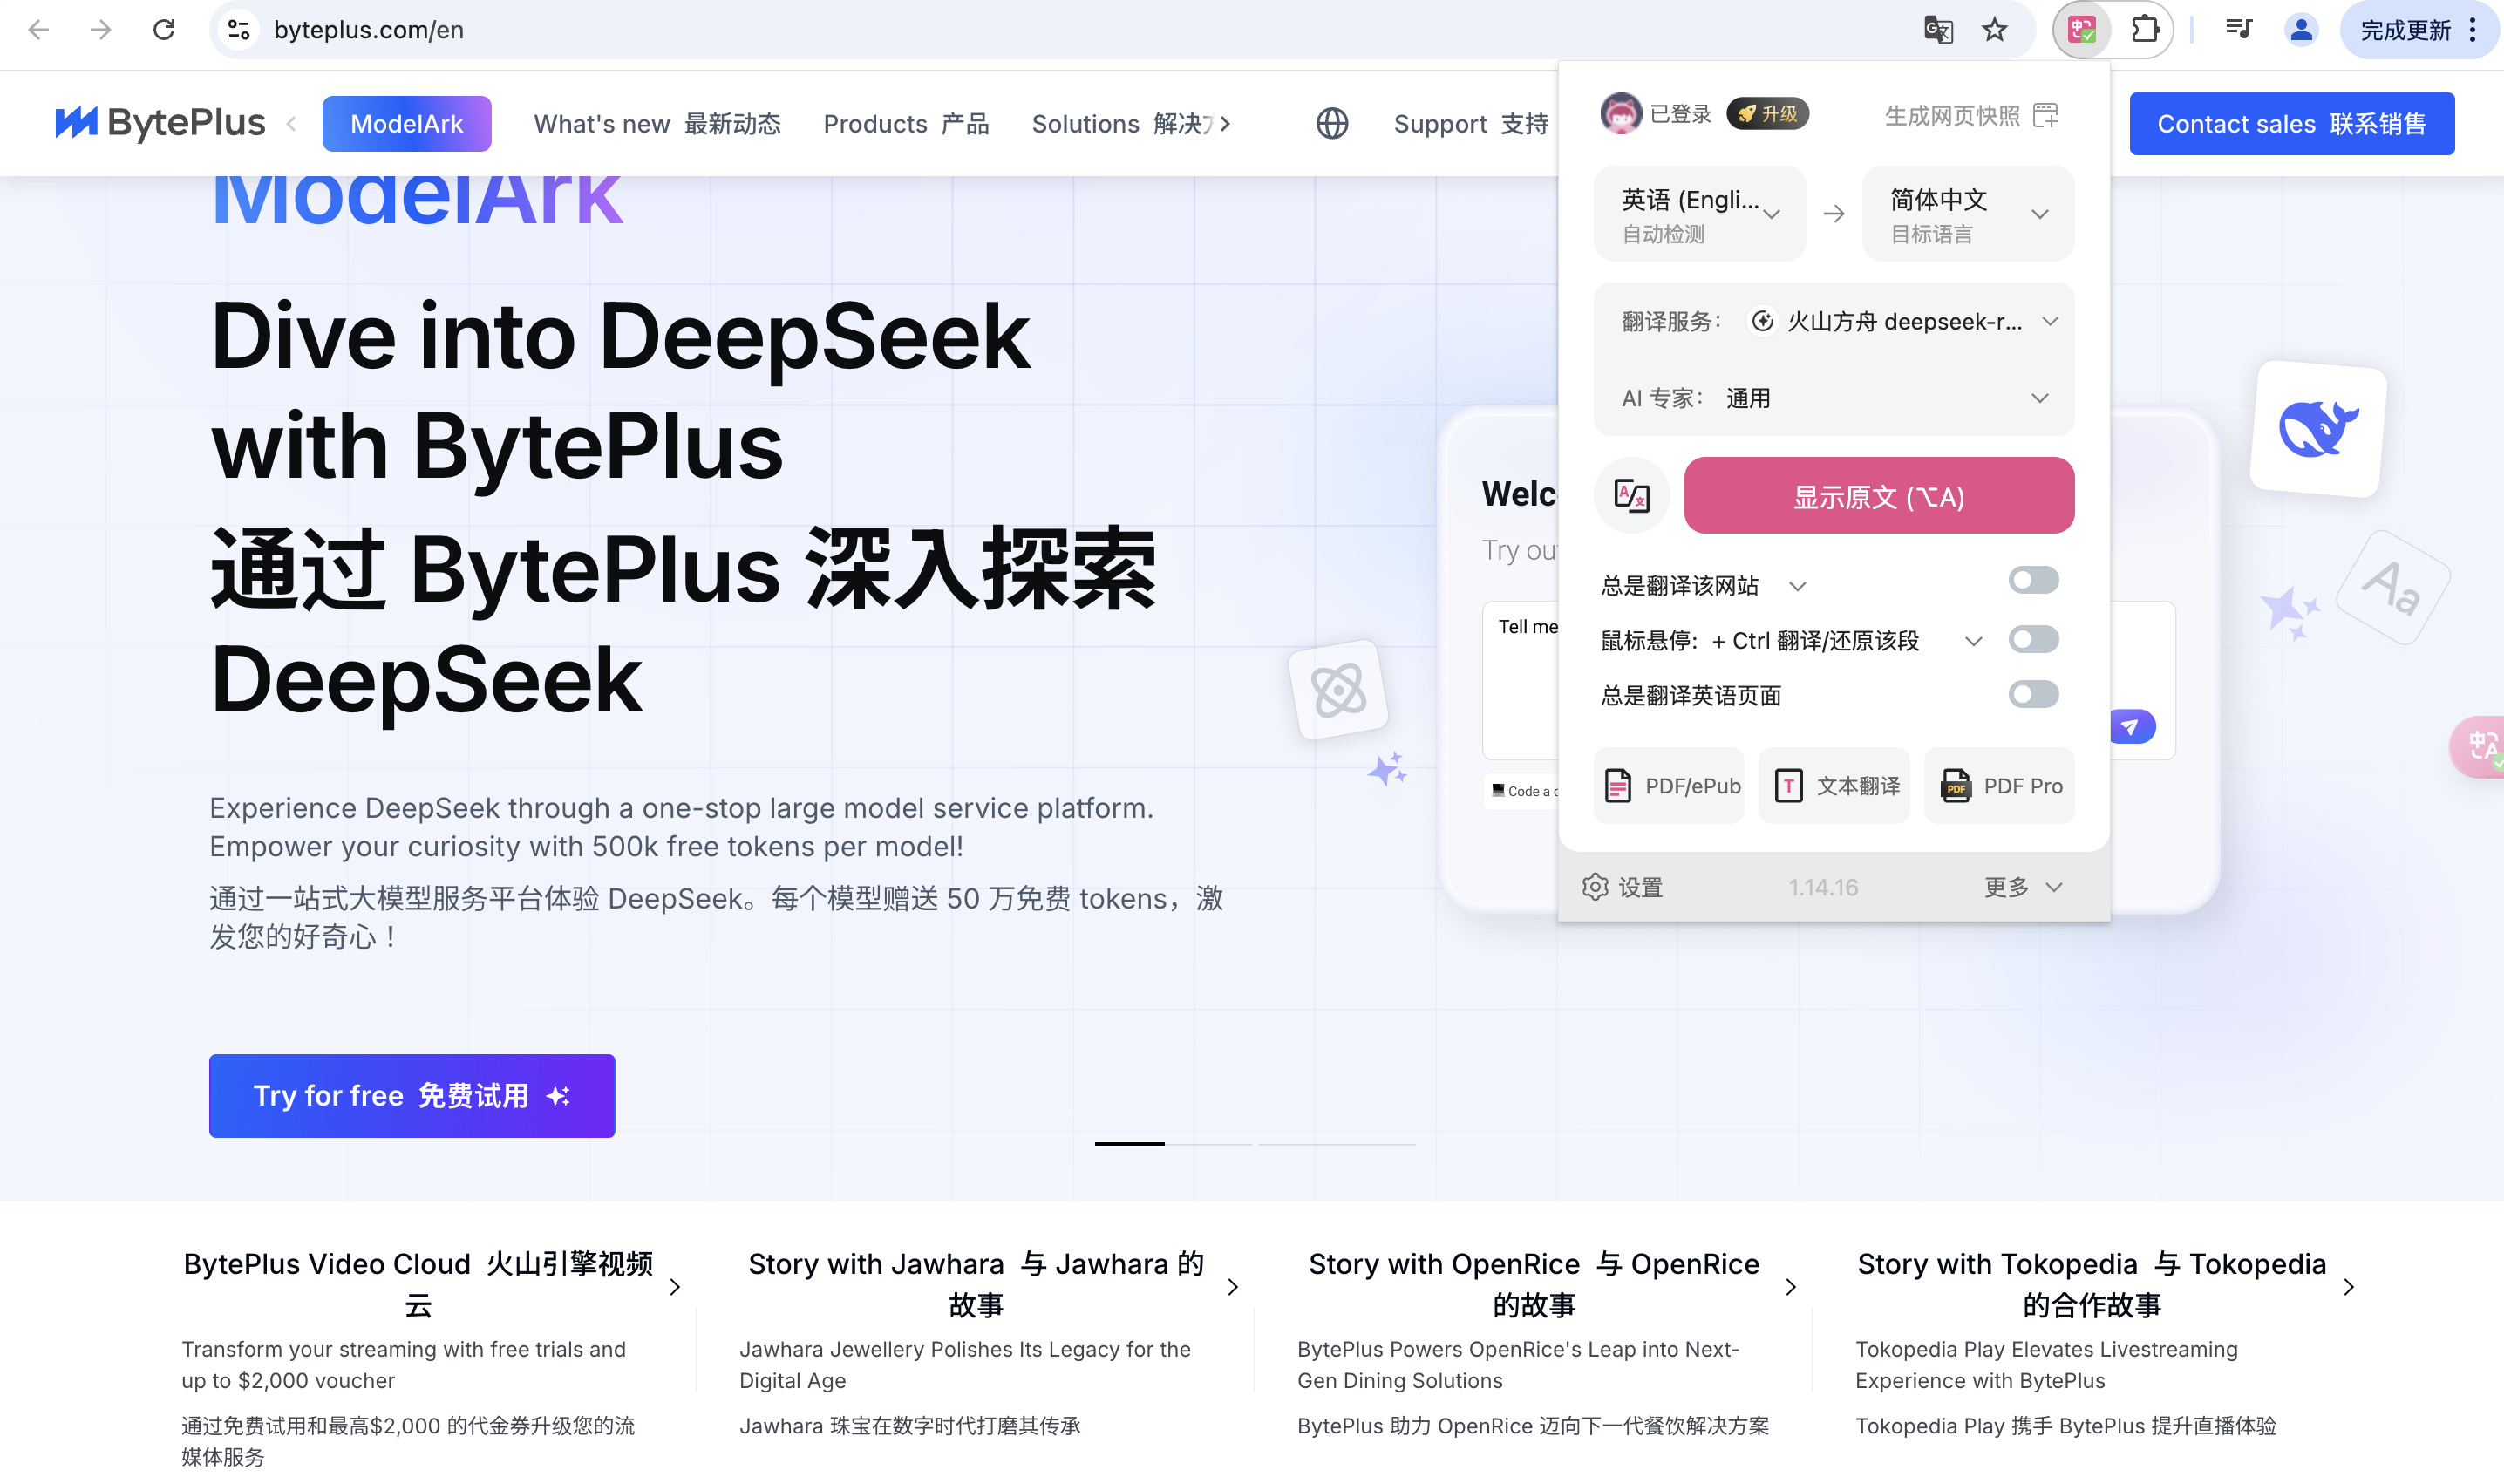 byteplus.com/en
完成更新
BytePlus
ModelArk
What's new 最新动态
Products 产品
Solutions 解决
Support 支持
Contact sales 联系销售
ModelArk
Dive into DeepSeek
with BytePlus
通过 BytePlus 深入探索
DeepSeek
Experience DeepSeek through a one-stop large model service platform.
Empower your curiosity with 500k free tokens per model!
通过一站式大模型服务平台体验 DeepSeek。每个模型赠送 50 万免费 tokens，激
发您的好奇心！
Try for free 免费试用
Welc
Try ou
Tell me
Code a
Aa
已登录
升级
生成网页快照
英语 (Engli...
自动检测
简体中文
目标语言
翻译服务：
火山方舟 deepseek-r...
AI 专家：
通用
显示原文 (⌥A)
总是翻译该网站
鼠标悬停： + Ctrl 翻译/还原该段
总是翻译英语页面
PDF/ePub
文本翻译
PDF
PDF Pro
设置
1.14.16
更多
BytePlus Video Cloud 火山引擎视频
云
Transform your streaming with free trials and
up to $2,000 voucher
通过免费试用和最高$2,000 的代金券升级您的流
媒体服务
Story with Jawhara 与 Jawhara 的
故事
Jawhara Jewellery Polishes Its Legacy for the
Digital Age
Jawhara 珠宝在数字时代打磨其传承
Story with OpenRice 与 OpenRice
的故事
BytePlus Powers OpenRice's Leap into Next-
Gen Dining Solutions
BytePlus 助力 OpenRice 迈向下一代餐饮解决方案
Story with Tokopedia 与 Tokopedia
的合作故事
Tokopedia Play Elevates Livestreaming
Experience with BytePlus
Tokopedia Play 携手 BytePlus 提升直播体验